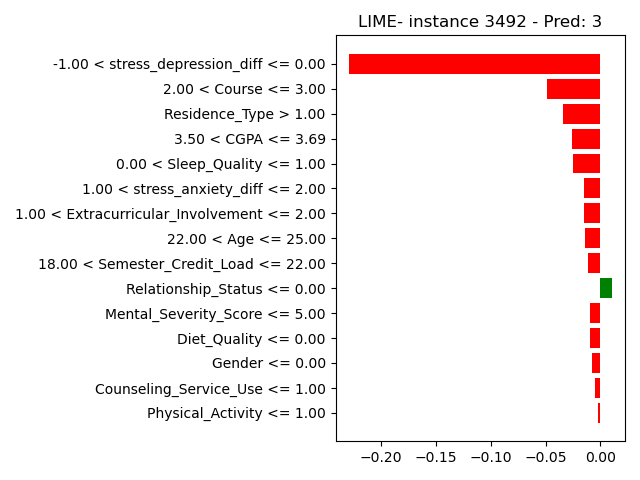 LIME- instance 3492 - Pred: 3
-1.00 < stress_depression_diff <= 0.00
2.00 < Course <= 3.00
Residence_Type > 1.00
3.50 < CGPA <= 3.69
0.00 < Sleep_Quality <= 1.00
1.00 < stress_anxiety_diff <= 2.00
1.00 < Extracurricular_Involvement <= 2.00
22.00 < Age <= 25.00
18.00 < Semester_Credit_Load <= 22.00
Relationship_Status <= 0.00
Mental_Severity_Score <= 5.00
Diet_Quality <= 0.00
Gender <= 0.00
Counseling_Service_Use <= 1.00
Physical_Activity <= 1.00
−0.20 −0.15 −0.10 −0.05 0.00